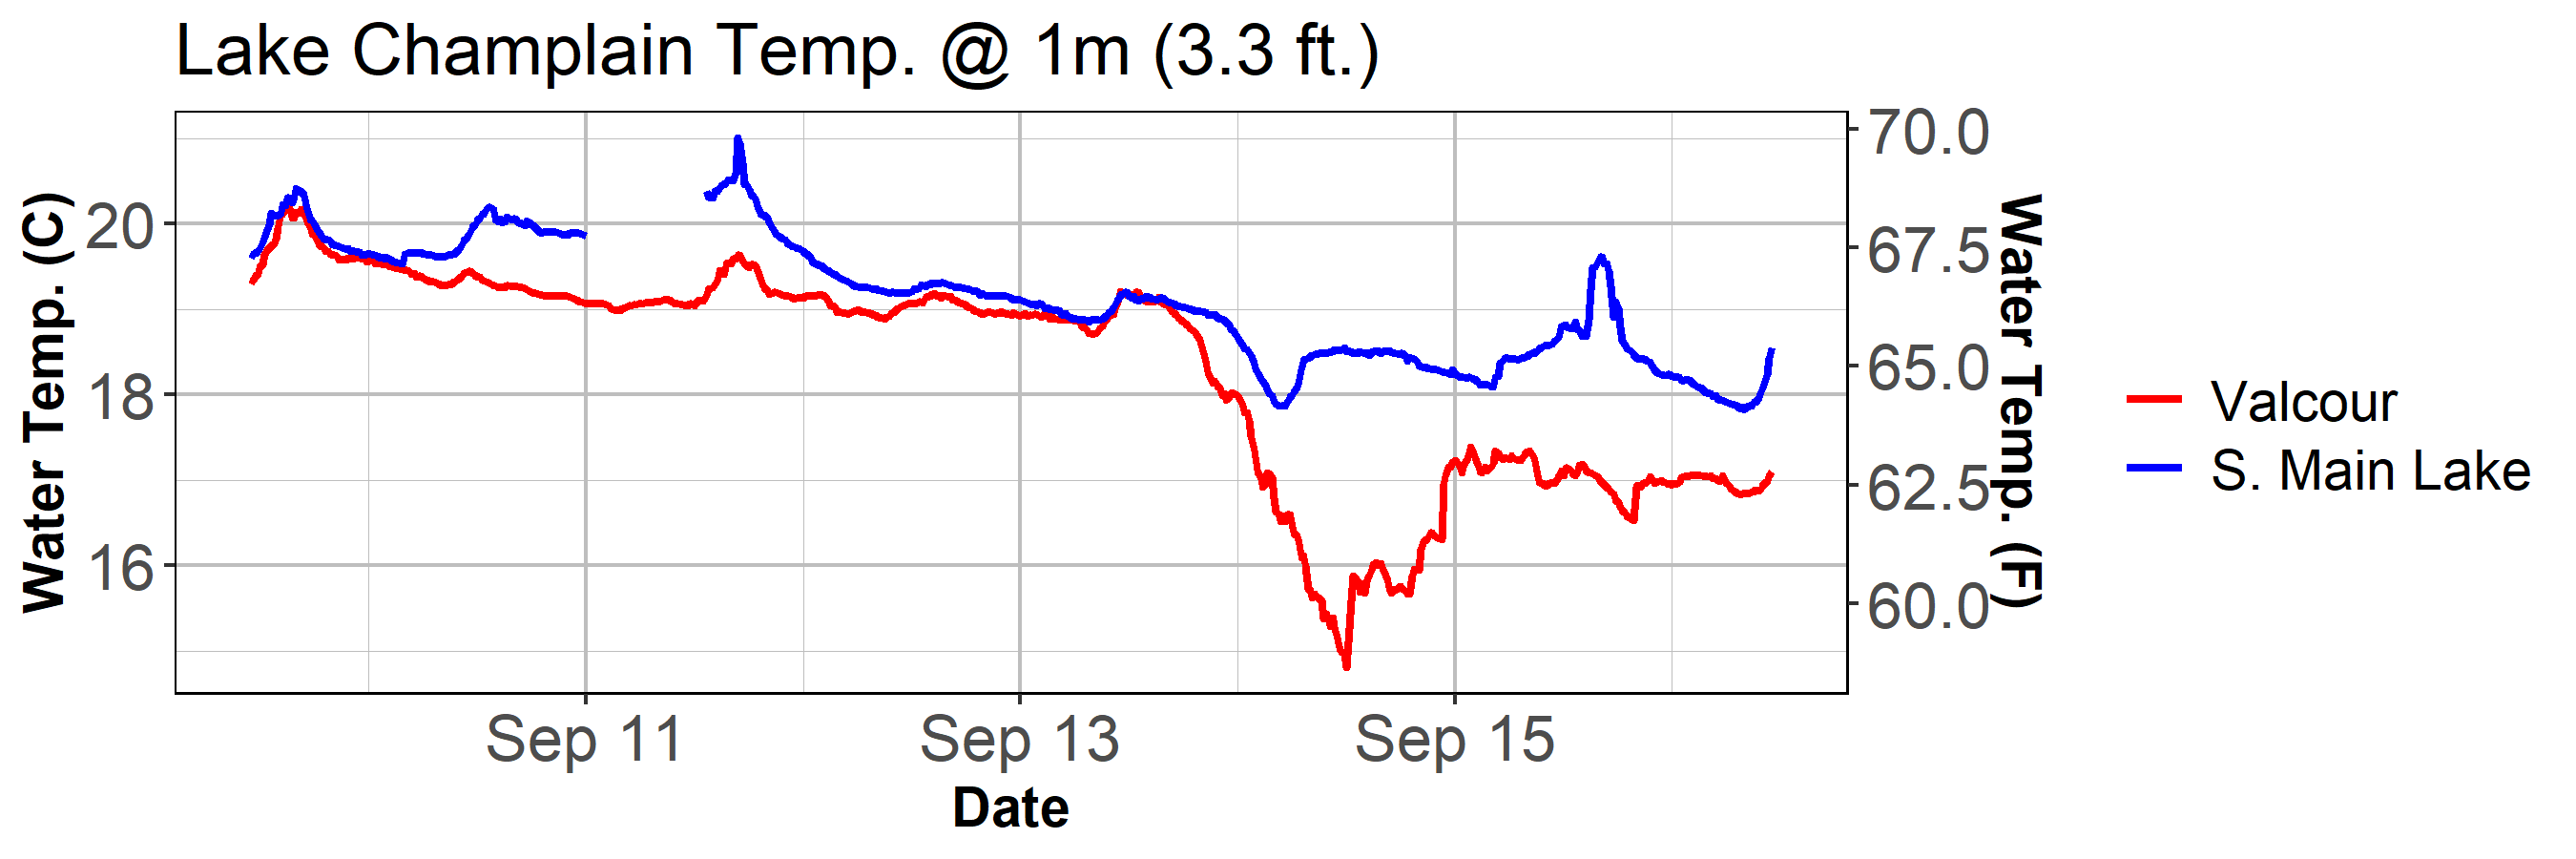 Lake Champlain Temp. @ 1m (3.3 ft.)
Water Temp. (C)
20
18
16
70.0
67.5
65.0
62.5
60.0
Water Temp. (F)
Sep 11
Sep 13
Sep 15
Date
Valcour
S. Main Lake